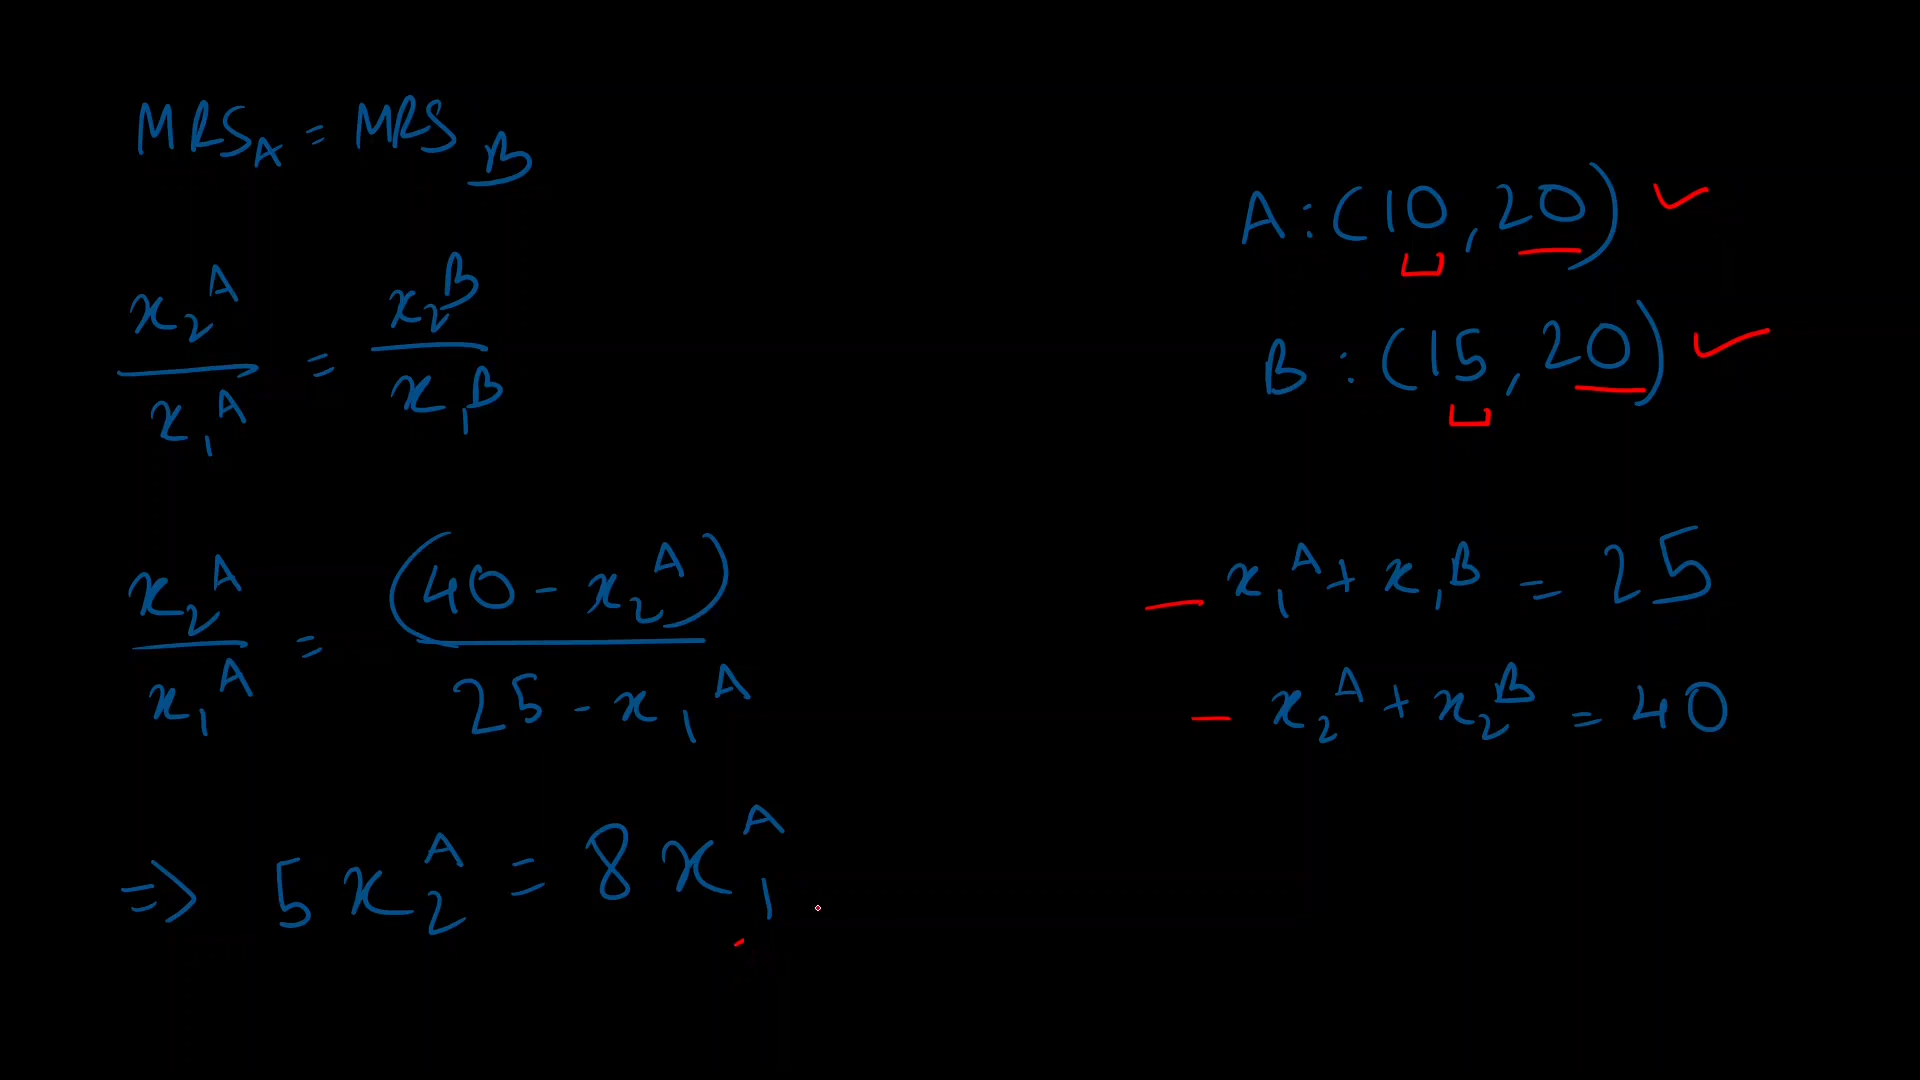 MRS_A = MRS_B
x_2^A / x_1^A = x_2^B / x_1^B
x_2^A / x_1^A = (40 - x_2^A) / 25 - x_1^A
⇒ 5x_2^A = 8x_1^A
A : (10, 20) ✓
B : (15, 20) ✓
– x_1^A + x_1^B = 25
– x_2^A + x_2^B = 40